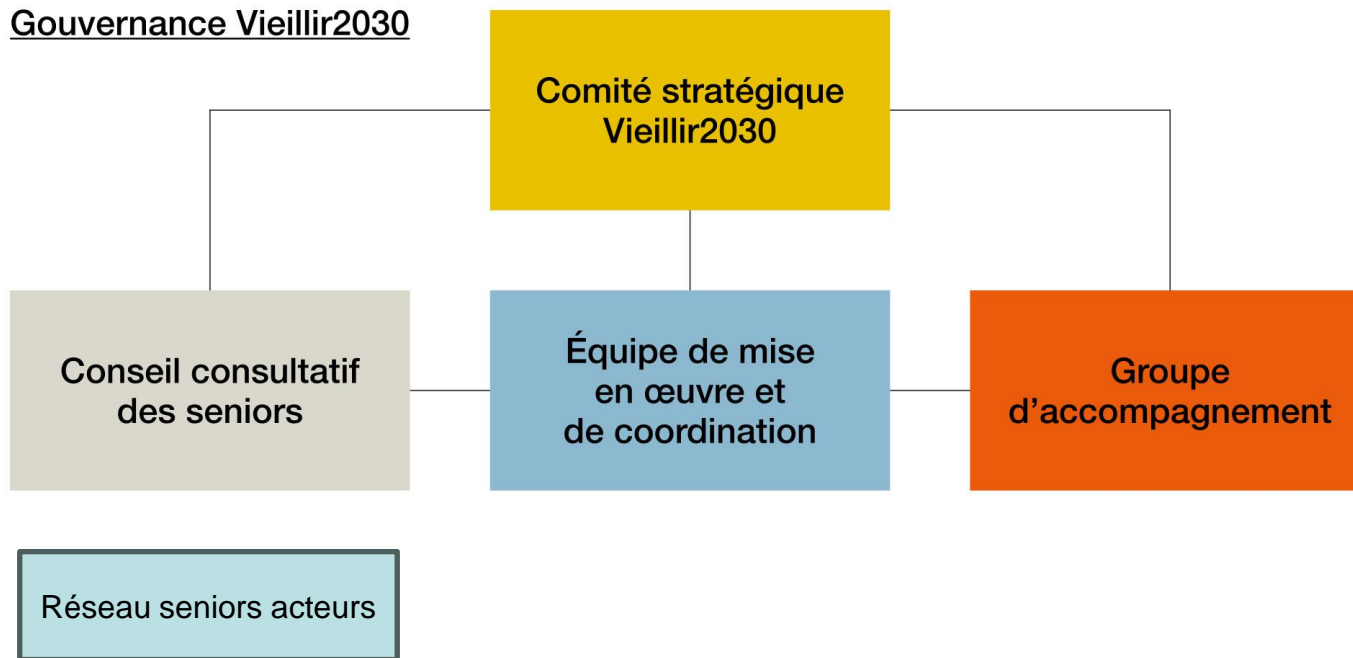 Gouvernance Vieillir2030
Comité stratégique
Vieillir2030
Conseil consultatif
des seniors
Équipe de mise
en œuvre et
de coordination
Groupe
d’accompagnement
Réseau seniors acteurs